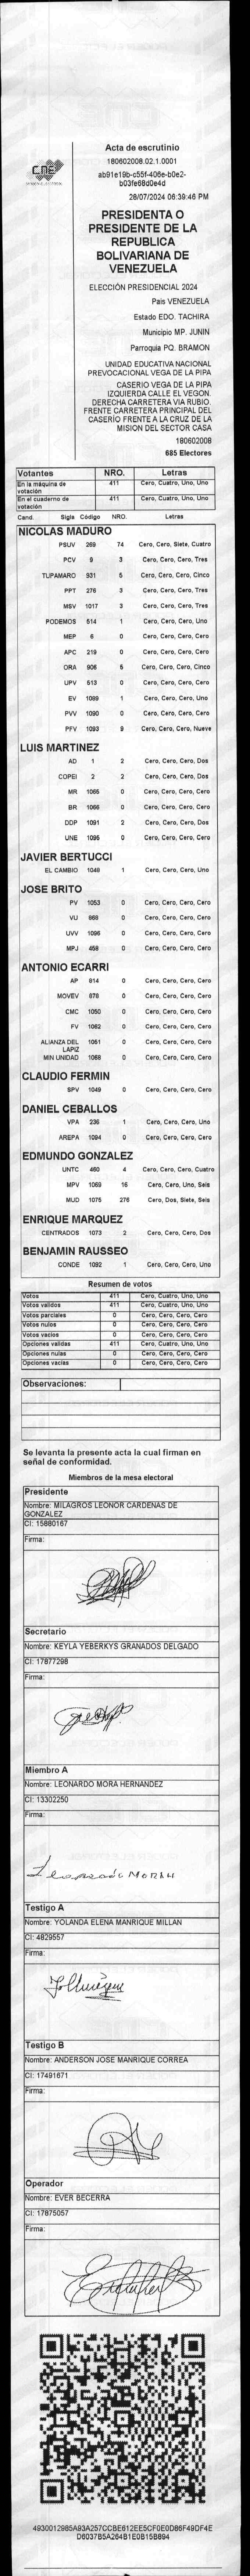 CNE
Acta de escrutinio
180602008.02.1.0001
ab91e19b-c55f-406e-b0e2-
b03fe68d0e4d
28/07/2024 06:39:46 PM
PRESIDENTA O
PRESIDENTE DE LA
REPUBLICA
BOLIVARIANA DE
VENEZUELA
ELECCIÓN PRESIDENCIAL 2024
Pais VENEZUELA
Estado EDO. TACHIRA
Municipio MP. JUNIN
Parroquia PQ. BRAMON
UNIDAD EDUCATIVA NACIONAL
PREVOCACIONAL VEGA DE LA PIPA
CASERIO VEGA DE LA PIPA
IZQUIERDA CALLE EL VEGON.
DERECHA CARRETERA VIA RUBIO.
FRENTE CARRETERA PRINCIPAL DEL
CASERIO FRENTE A LA CRUZ DE LA
MISION DEL SECTOR CASA
180602008
685 Electores
Votantes NRO. Letras
En la máquina de votación 411 Cero, Cuatro, Uno, Uno
En el cuaderno de votación 411 Cero, Cuatro, Uno, Uno
Cand. Sigla Código NRO. Letras
NICOLAS MADURO
PSUV 269 74 Cero, Cero, Siete, Cuatro
PCV 9 3 Cero, Cero, Cero, Tres
TUPAMARO 931 5 Cero, Cero, Cero, Cinco
PPT 276 3 Cero, Cero, Cero, Tres
MSV 1017 3 Cero, Cero, Cero, Tres
PODEMOS 514 1 Cero, Cero, Cero, Uno
MEP 6 0 Cero, Cero, Cero, Cero
APC 219 0 Cero, Cero, Cero, Cero
ORA 906 5 Cero, Cero, Cero, Cinco
UPV 513 0 Cero, Cero, Cero, Cero
EV 1089 1 Cero, Cero, Cero, Uno
PVV 1090 0 Cero, Cero, Cero, Cero
PFV 1093 9 Cero, Cero, Cero, Nueve
LUIS MARTINEZ
AD 1 2 Cero, Cero, Cero, Dos
COPEI 2 2 Cero, Cero, Cero, Dos
MR 1065 0 Cero, Cero, Cero, Cero
BR 1066 0 Cero, Cero, Cero, Cero
DDP 1091 2 Cero, Cero, Cero, Dos
UNE 1095 0 Cero, Cero, Cero, Cero
JAVIER BERTUCCI
EL CAMBIO 1048 1 Cero, Cero, Cero, Uno
JOSE BRITO
PV 1053 0 Cero, Cero, Cero, Cero
VU 868 0 Cero, Cero, Cero, Cero
UVV 1096 0 Cero, Cero, Cero, Cero
MPJ 458 0 Cero, Cero, Cero, Cero
ANTONIO ECARRI
AP 814 0 Cero, Cero, Cero, Cero
MOVEV 878 0 Cero, Cero, Cero, Cero
CMC 1050 0 Cero, Cero, Cero, Cero
FV 1062 0 Cero, Cero, Cero, Cero
ALIANZA DEL LAPIZ 1051 0 Cero, Cero, Cero, Cero
MIN UNIDAD 1068 0 Cero, Cero, Cero, Cero
CLAUDIO FERMIN
SPV 1049 0 Cero, Cero, Cero, Cero
DANIEL CEBALLOS
VPA 236 1 Cero, Cero, Cero, Uno
AREPA 1094 0 Cero, Cero, Cero, Cero
EDMUNDO GONZALEZ
UNTC 460 4 Cero, Cero, Cero, Cuatro
MPV 1069 16 Cero, Cero, Uno, Seis
MUD 1075 276 Cero, Dos, Siete, Seis
ENRIQUE MARQUEZ
CENTRADOS 1073 2 Cero, Cero, Cero, Dos
BENJAMIN RAUSSEO
CONDE 1092 1 Cero, Cero, Cero, Uno
Resumen de votos
Votos 411 Cero, Cuatro, Uno, Uno
Votos validos 411 Cero, Cuatro, Uno, Uno
Votos parciales 0 Cero, Cero, Cero, Cero
Votos nulos 0 Cero, Cero, Cero, Cero
Votos vacios 0 Cero, Cero, Cero, Cero
Opciones validas 411 Cero, Cuatro, Uno, Uno
Opciones nulas 0 Cero, Cero, Cero, Cero
Opciones vacias 0 Cero, Cero, Cero, Cero
Observaciones:
Se levanta la presente acta la cual firman en
señal de conformidad.
Miembros de la mesa electoral
Presidente
Nombre: MILAGROS LEONOR CARDENAS DE
GONZALEZ
CI: 15880167
Firma:
Secretario
Nombre: KEYLA YEBERKYS GRANADOS DELGADO
CI: 17877298
Firma:
Miembro A
Nombre: LEONARDO MORA HERNANDEZ
CI: 13302250
Firma:
Leonardo MORA H
Testigo A
Nombre: YOLANDA ELENA MANRIQUE MILLAN
CI: 4829557
Firma:
Testigo B
Nombre: ANDERSON JOSE MANRIQUE CORREA
CI: 17491671
Firma:
Operador
Nombre: EVER BECERRA
CI: 17875057
Firma:
4930012985A93A257CCBE612EE5CF0E0D86F49DF4E
D6037B5A264B1E0B15B894